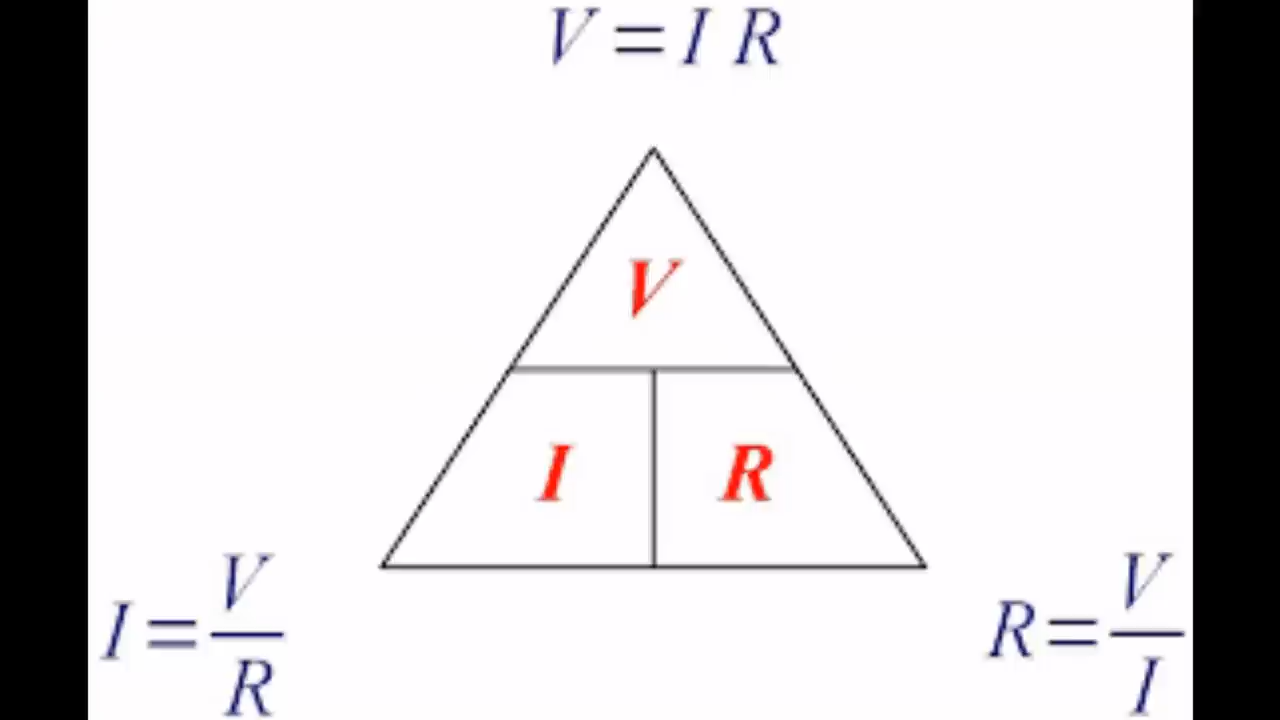 V = I R
V
I R
I = V/R
R = V/I